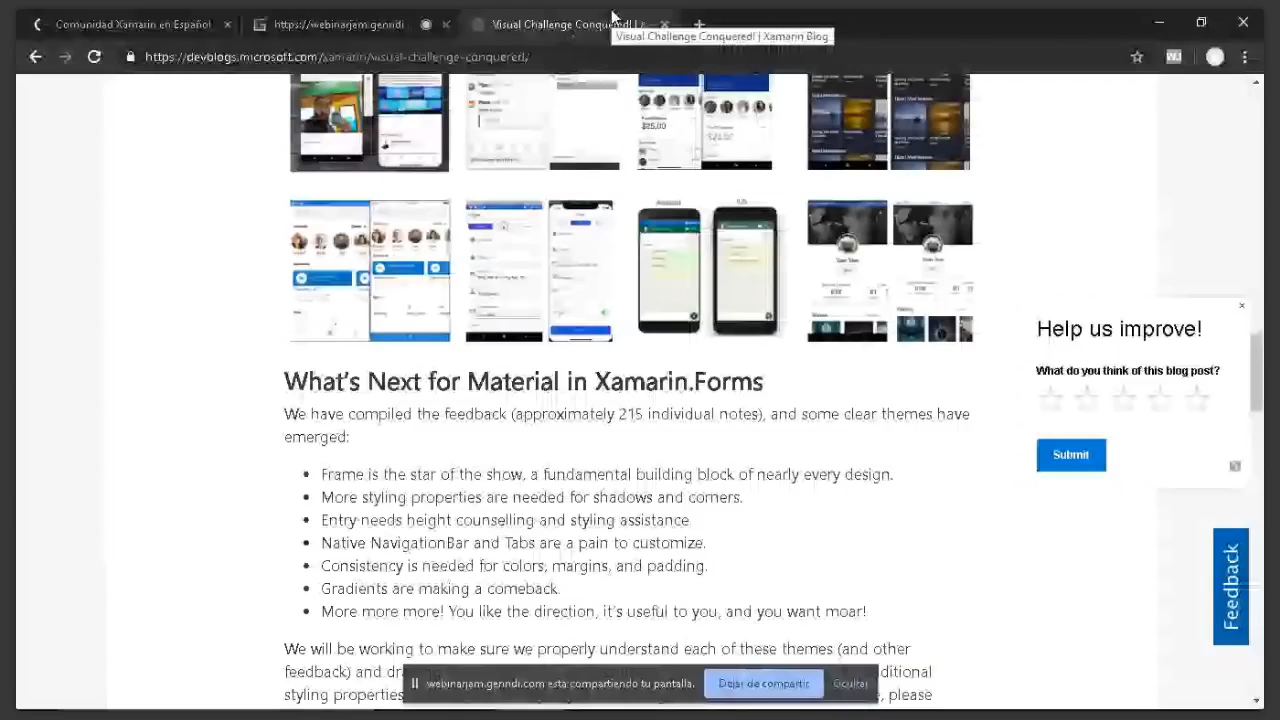 Comunidad Xamarin en Español
https://webinarjam.genndi
Visual Challenge Conquered! |
Visual Challenge Conquered! | Xamarin Blog
https://devblogs.microsoft.com/xamarin/visual-challenge-conquered/
What's Next for Material in Xamarin.Forms
We have compiled the feedback (approximately 215 individual notes), and some clear themes have
emerged:
Frame is the star of the show, a fundamental building block of nearly every design.
More styling properties are needed for shadows and corners.
Entry needs height counselling and styling assistance.
Native NavigationBar and Tabs are a pain to customize.
Consistency is needed for colors, margins, and padding.
Gradients are making a comeback.
More more more! You like the direction, it's useful to you, and you want moar!
We will be working to make sure we properly understand each of these themes (and other
feedback) and
styling properties
please
webinarjam.genndi.com está compartiendo tu pantalla.
Dejar de compartir
Ocultar
Help us improve!
What do you think of this blog post?
Submit
Feedback